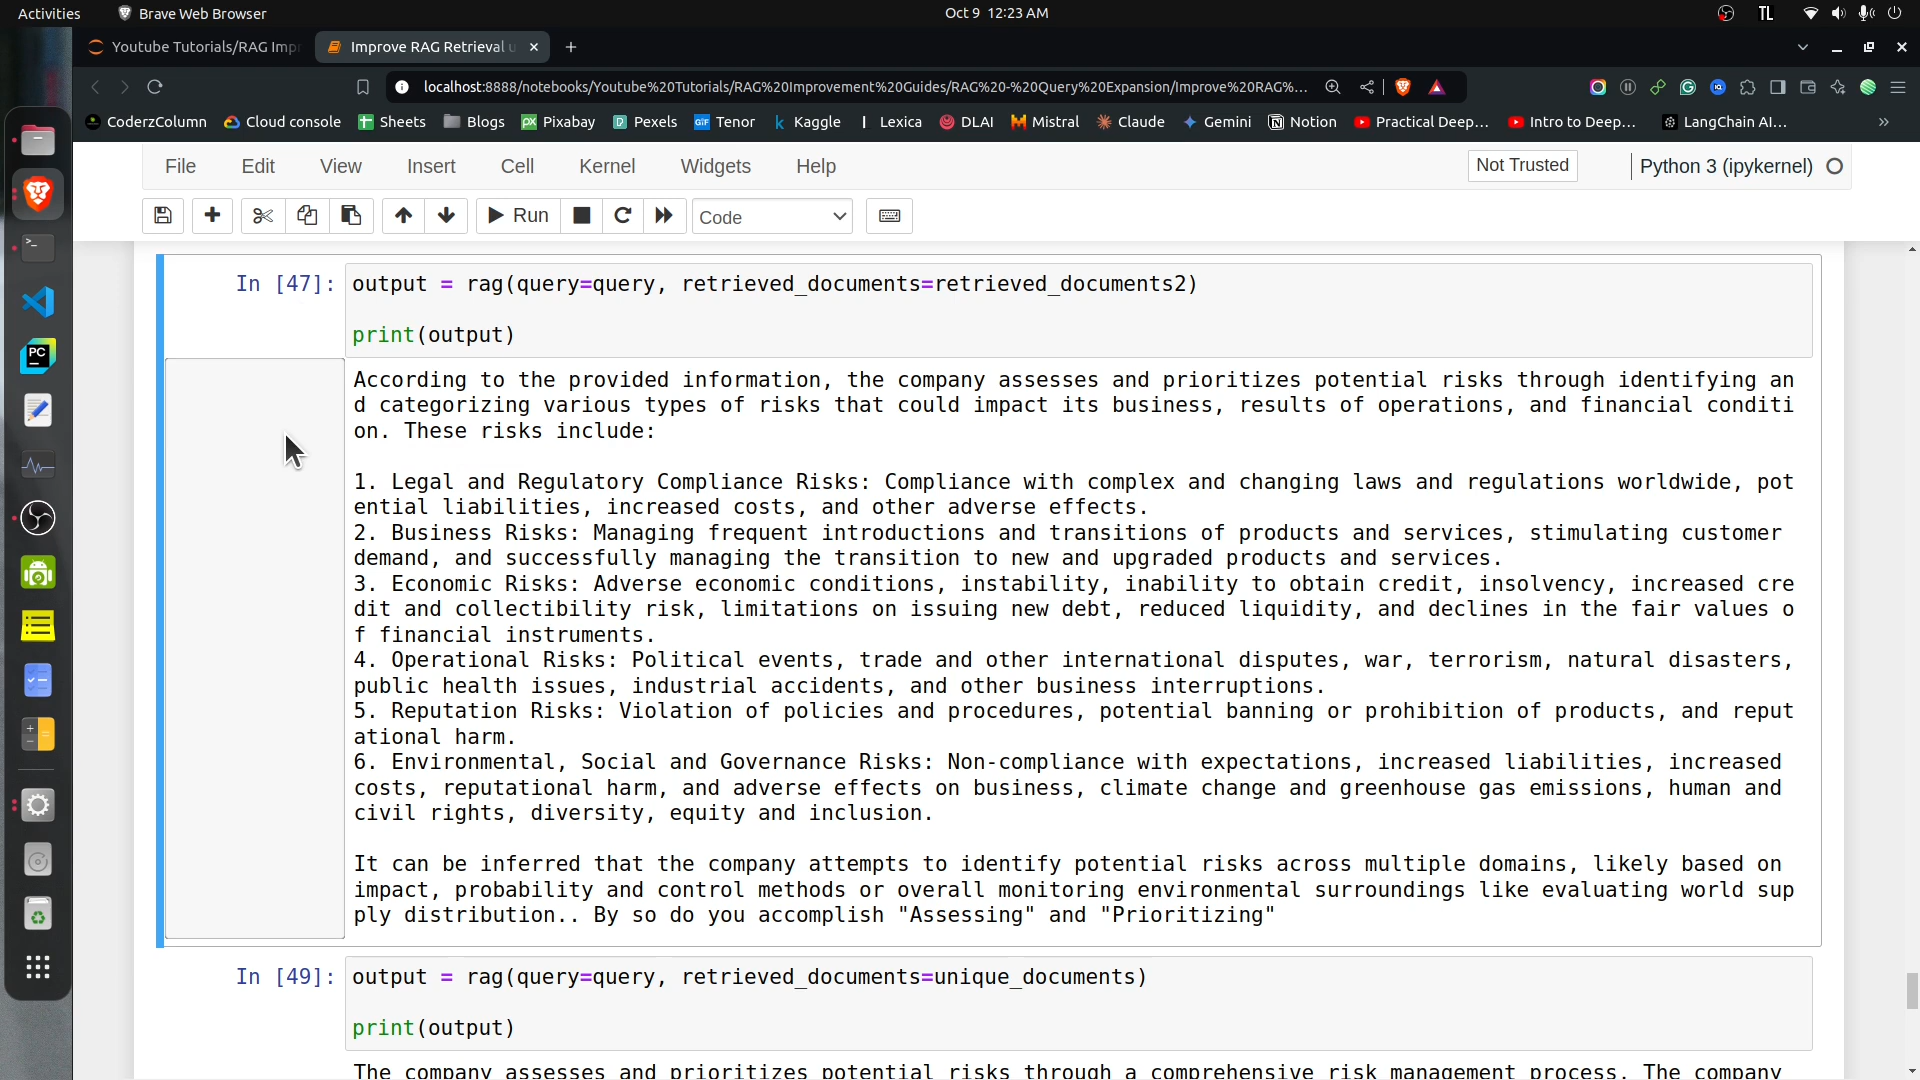 Activities Brave Web Browser Oct 9 12:23 AM TL
Youtube Tutorials/RAG Imp Improve RAG Retrieval u
localhost:8888/notebooks/Youtube%20Tutorials/RAG%20Improvement%20Guides/RAG%20-%20Query%20Expansion/Improve%20RAG%...
CoderzColumn Cloud console Sheets Blogs Pixabay Pexels Tenor Kaggle Lexica DLAI Mistral Claude Gemini Notion Practical Deep... Intro to Deep... LangChain AI... »
File Edit View Insert Cell Kernel Widgets Help Not Trusted Python 3 (ipykernel)
Run Code
In [47]: output = rag(query=query, retrieved_documents=retrieved_documents2)
print(output)
According to the provided information, the company assesses and prioritizes potential risks through identifying an
d categorizing various types of risks that could impact its business, results of operations, and financial conditi
on. These risks include:
1. Legal and Regulatory Compliance Risks: Compliance with complex and changing laws and regulations worldwide, pot
ential liabilities, increased costs, and other adverse effects.
2. Business Risks: Managing frequent introductions and transitions of products and services, stimulating customer
demand, and successfully managing the transition to new and upgraded products and services.
3. Economic Risks: Adverse economic conditions, instability, inability to obtain credit, insolvency, increased cre
dit and collectibility risk, limitations on issuing new debt, reduced liquidity, and declines in the fair values o
f financial instruments.
4. Operational Risks: Political events, trade and other international disputes, war, terrorism, natural disasters,
public health issues, industrial accidents, and other business interruptions.
5. Reputation Risks: Violation of policies and procedures, potential banning or prohibition of products, and reput
ational harm.
6. Environmental, Social and Governance Risks: Non-compliance with expectations, increased liabilities, increased
costs, reputational harm, and adverse effects on business, climate change and greenhouse gas emissions, human and
civil rights, diversity, equity and inclusion.
It can be inferred that the company attempts to identify potential risks across multiple domains, likely based on
impact, probability and control methods or overall monitoring environmental surroundings like evaluating world sup
ply distribution.. By so do you accomplish "Assessing" and "Prioritizing"
In [49]: output = rag(query=query, retrieved_documents=unique_documents)
print(output)
The company assesses and prioritizes potential risks through a comprehensive risk management process. The company